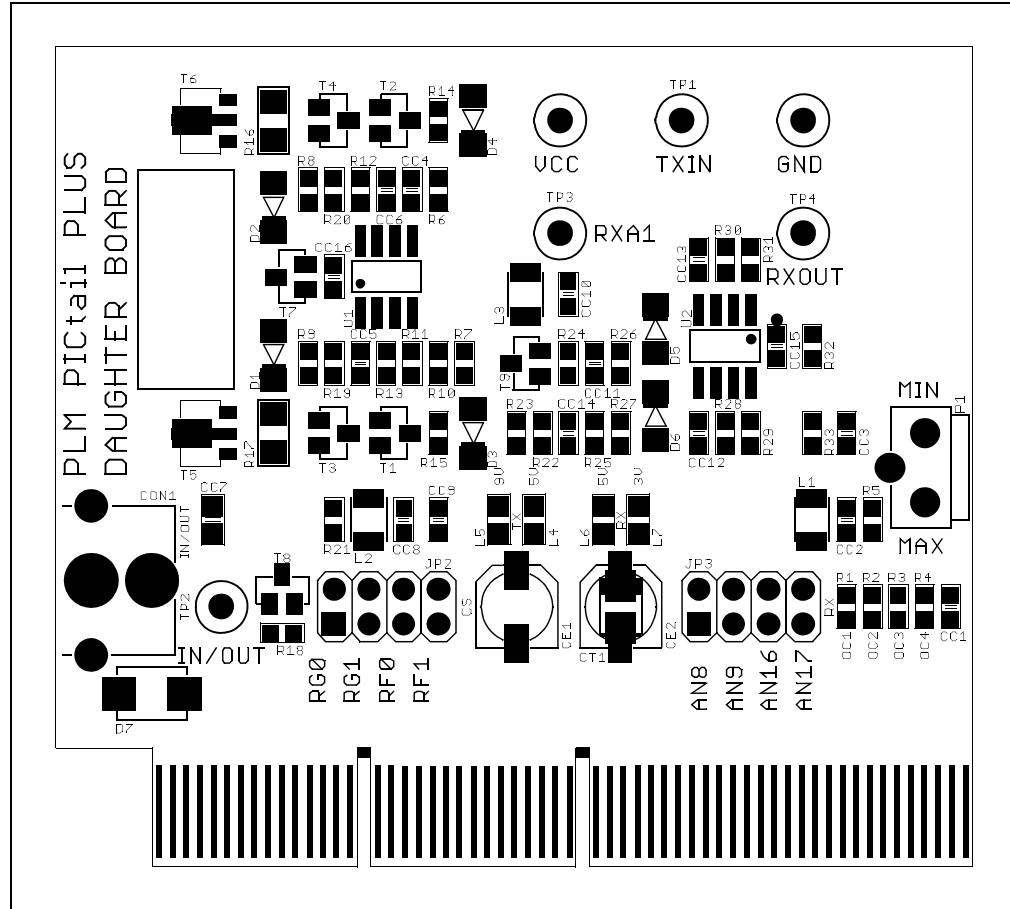 PLM PICtail PLUS
DAUGHTER BOARD
T6
T4
T2
R14
TP1
R16
D4
VCC
TXIN
GND
R8
R12
CC4
R20
CC6
R6
TP3
TP4
D2
RXA1
RXOUT
CC16
CC13
R30
R31
T7
U1
L3
CC10
U2
R9
CC5
R11
R7
R24
R26
D5
CC15
R32
D1
R19
R13
R10
T9
CC11
MIN
P1
R23
CC14
R27
R28
T5
R17
T3
T1
R15
D3
R22
R25
D6
CC12
R29
R33
CC3
9V
5V
5V
3V
MAX
CON1
IN/OUT
CC7
CC9
L5
TX
L4
L6
RX
L7
L1
R5
R21
L2
CC8
CC2
T8
JP2
JP3
TP2
CS
CE1
CE2
RX
R1
R2
R3
R4
R18
CT1
OC1
OC2
OC3
OC4
CC1
IN/OUT
RG0
RG1
RF0
RF1
AN8
AN9
AN16
AN17
D7